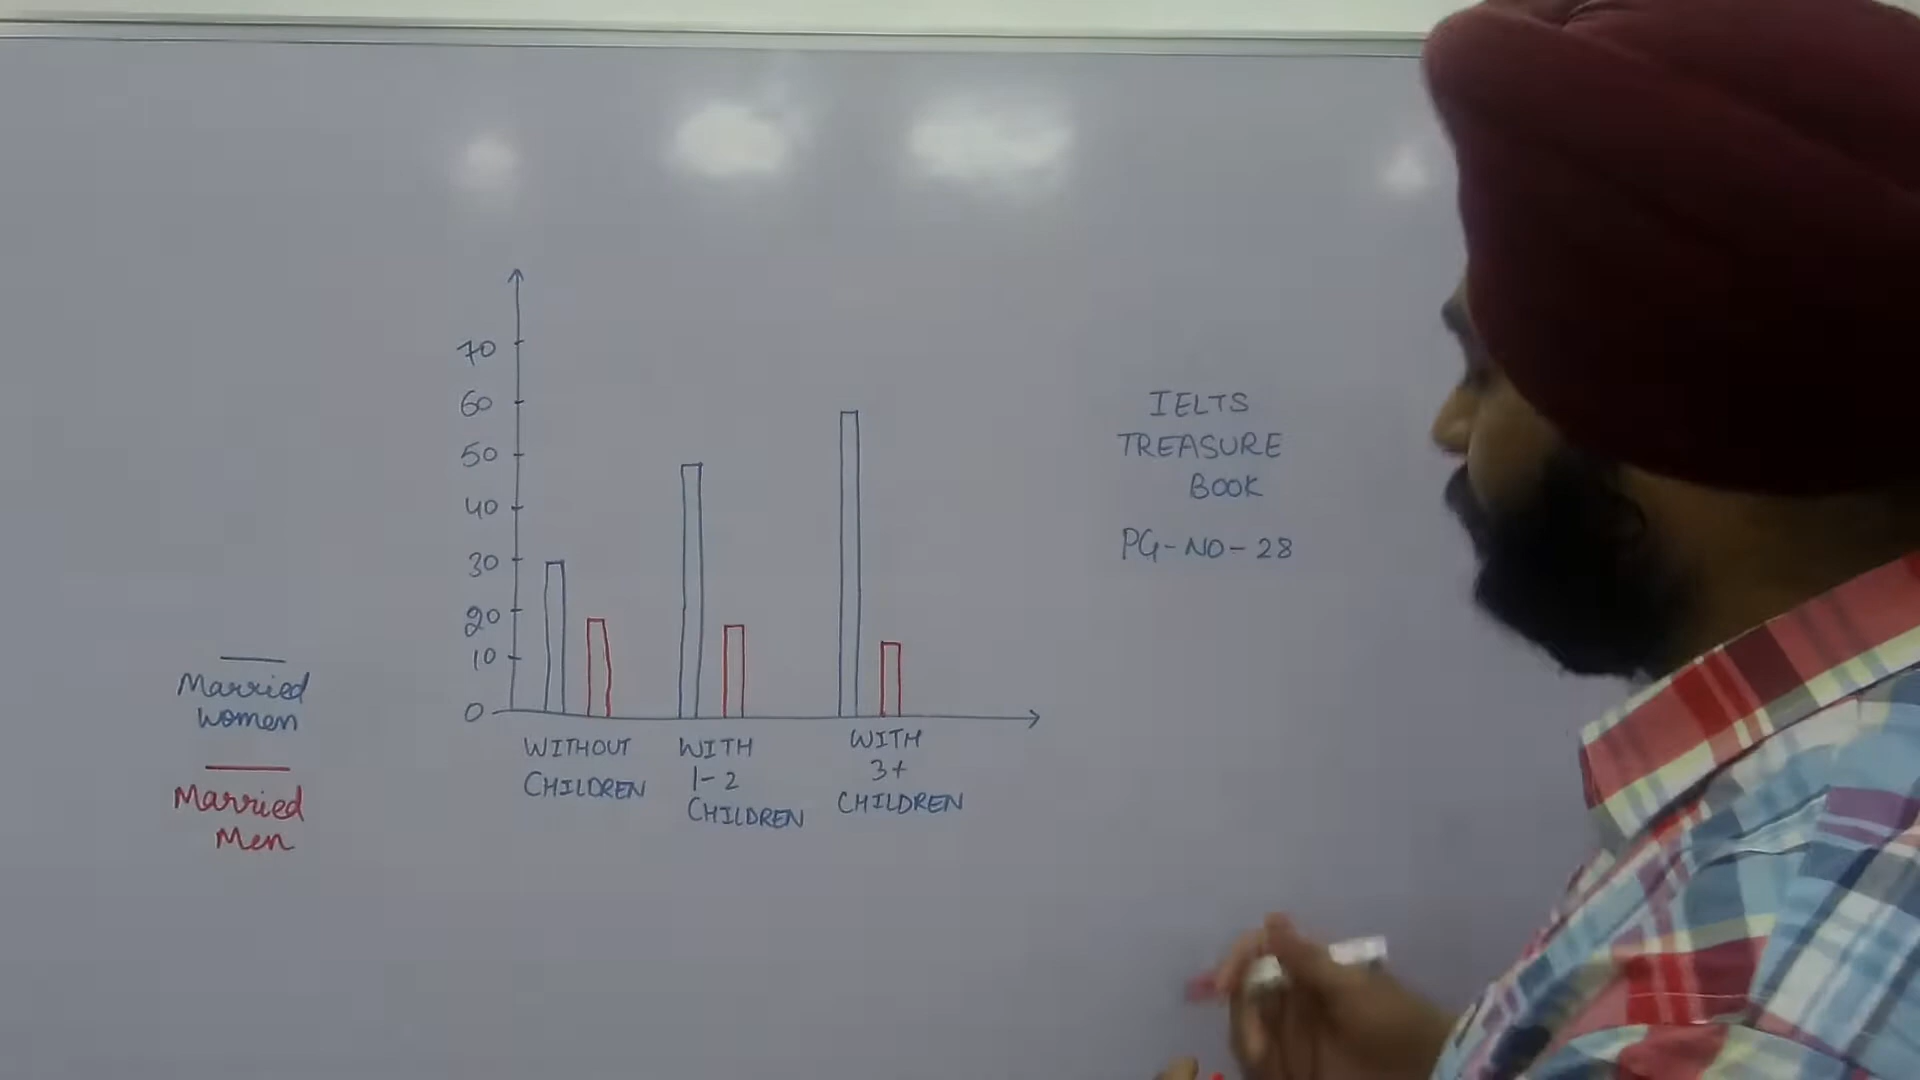 70
60
50
40
30
20
10
0
WITHOUT
CHILDREN
WITH
1-2
CHILDREN
WITH
3+
CHILDREN
Married
women
Married
Men
IELTS
TREASURE
BOOK
PG-NO-28